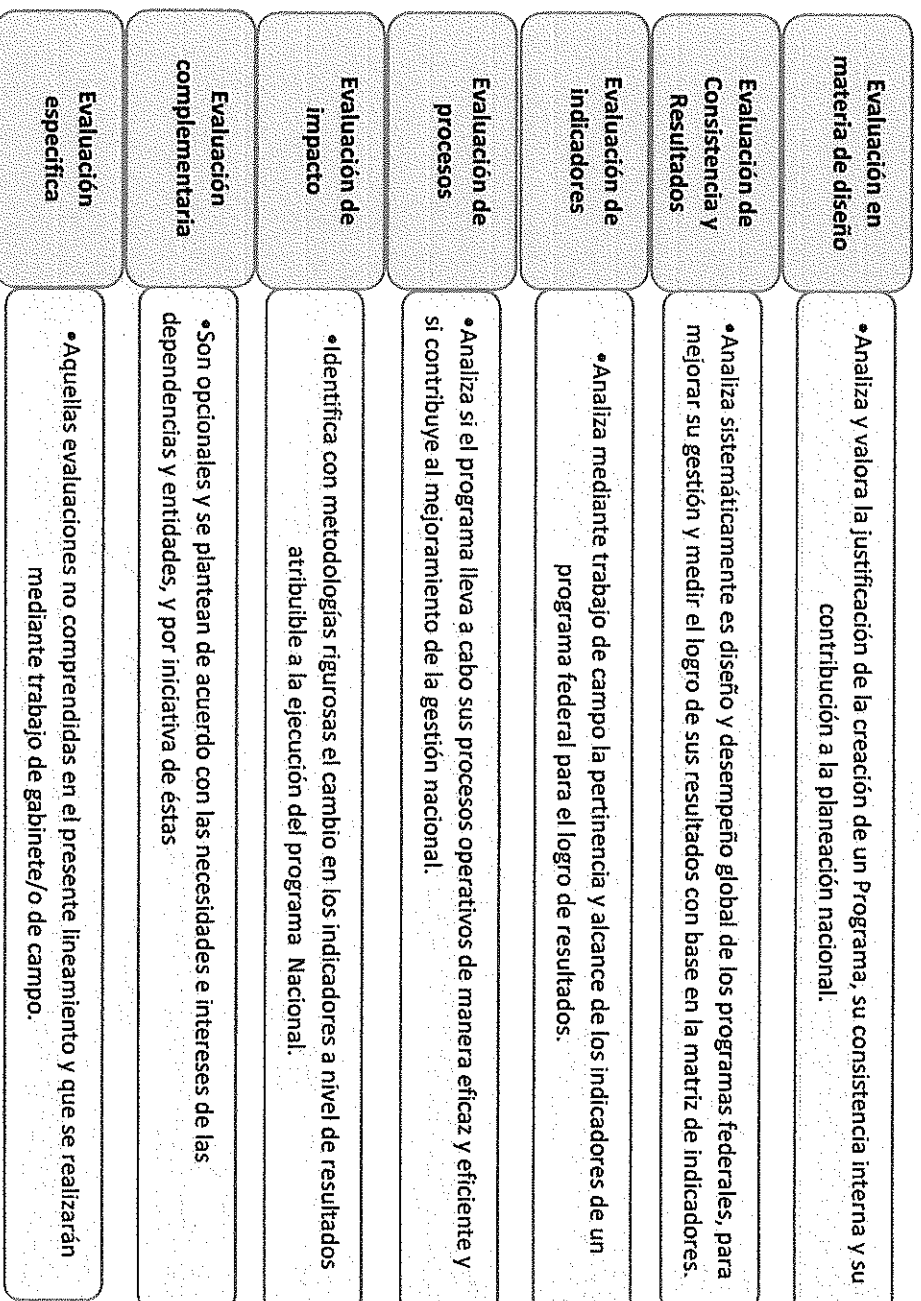 Evaluación en
materia de diseño
•Analiza y valora la justificación de la creación de un Programa, su consistencia interna y su
contribución a la planeación nacional.
Evaluación de
Consistencia y
Resultados
•Analiza sistemáticamente es diseño y desempeño global de los programas federales, para
mejorar su gestión y medir el logro de sus resultados con base en la matriz de indicadores.
Evaluación de
indicadores
•Analiza mediante trabajo de campo la pertinencia y alcance de los indicadores de un
programa federal para el logro de resultados.
Evaluación de
procesos
•Analiza si el programa lleva a cabo sus procesos operativos de manera eficaz y eficiente y
si contribuye al mejoramiento de la gestión nacional.
Evaluación de
impacto
•Identifica con metodologías rigurosas el cambio en los indicadores a nivel de resultados
atribuible a la ejecución del programa Nacional.
Evaluación
complementaria
•Son opcionales y se plantean de acuerdo con las necesidades e intereses de las
dependencias y entidades, y por iniciativa de éstas
Evaluación
especifica
•Aquellas evaluaciones no comprendidas en el presente lineamiento y que se realizarán
mediante trabajo de gabinete/o de campo.